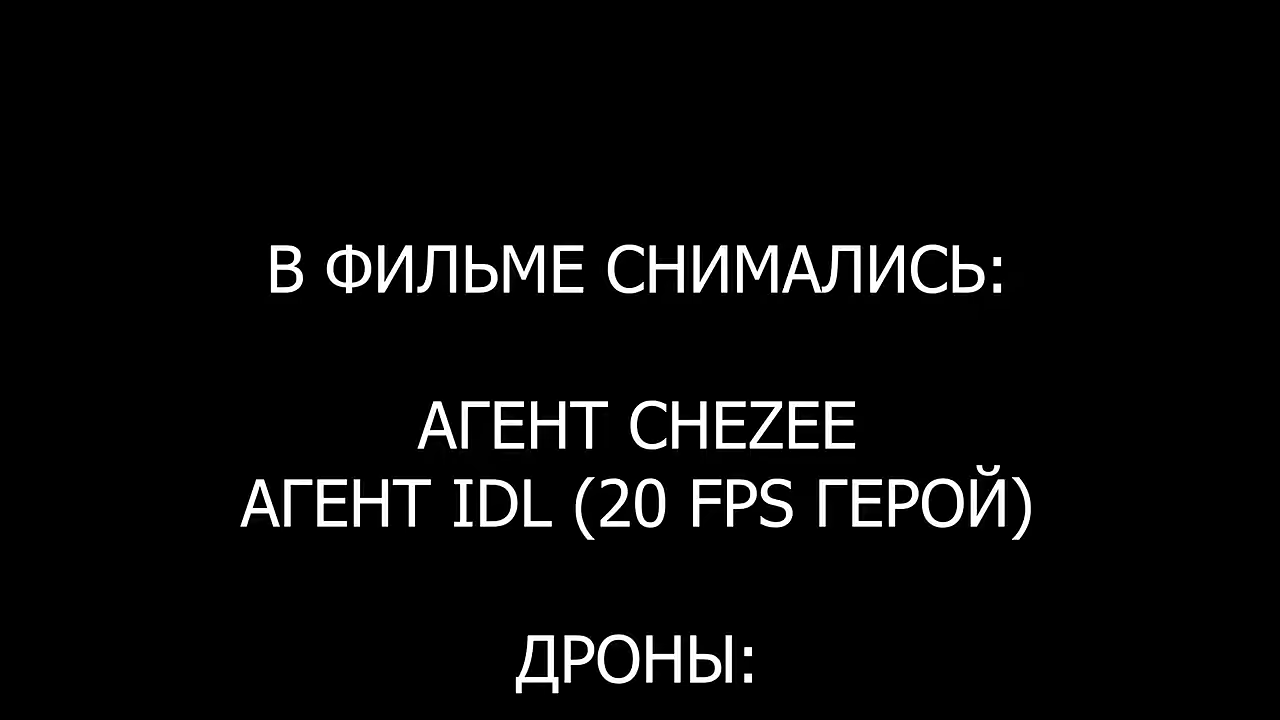 В ФИЛЬМЕ СНИМАЛИСЬ:
АГЕНТ CHEZEE
АГЕНТ IDL (20 FPS ГЕРОЙ)
ДРОНЫ: